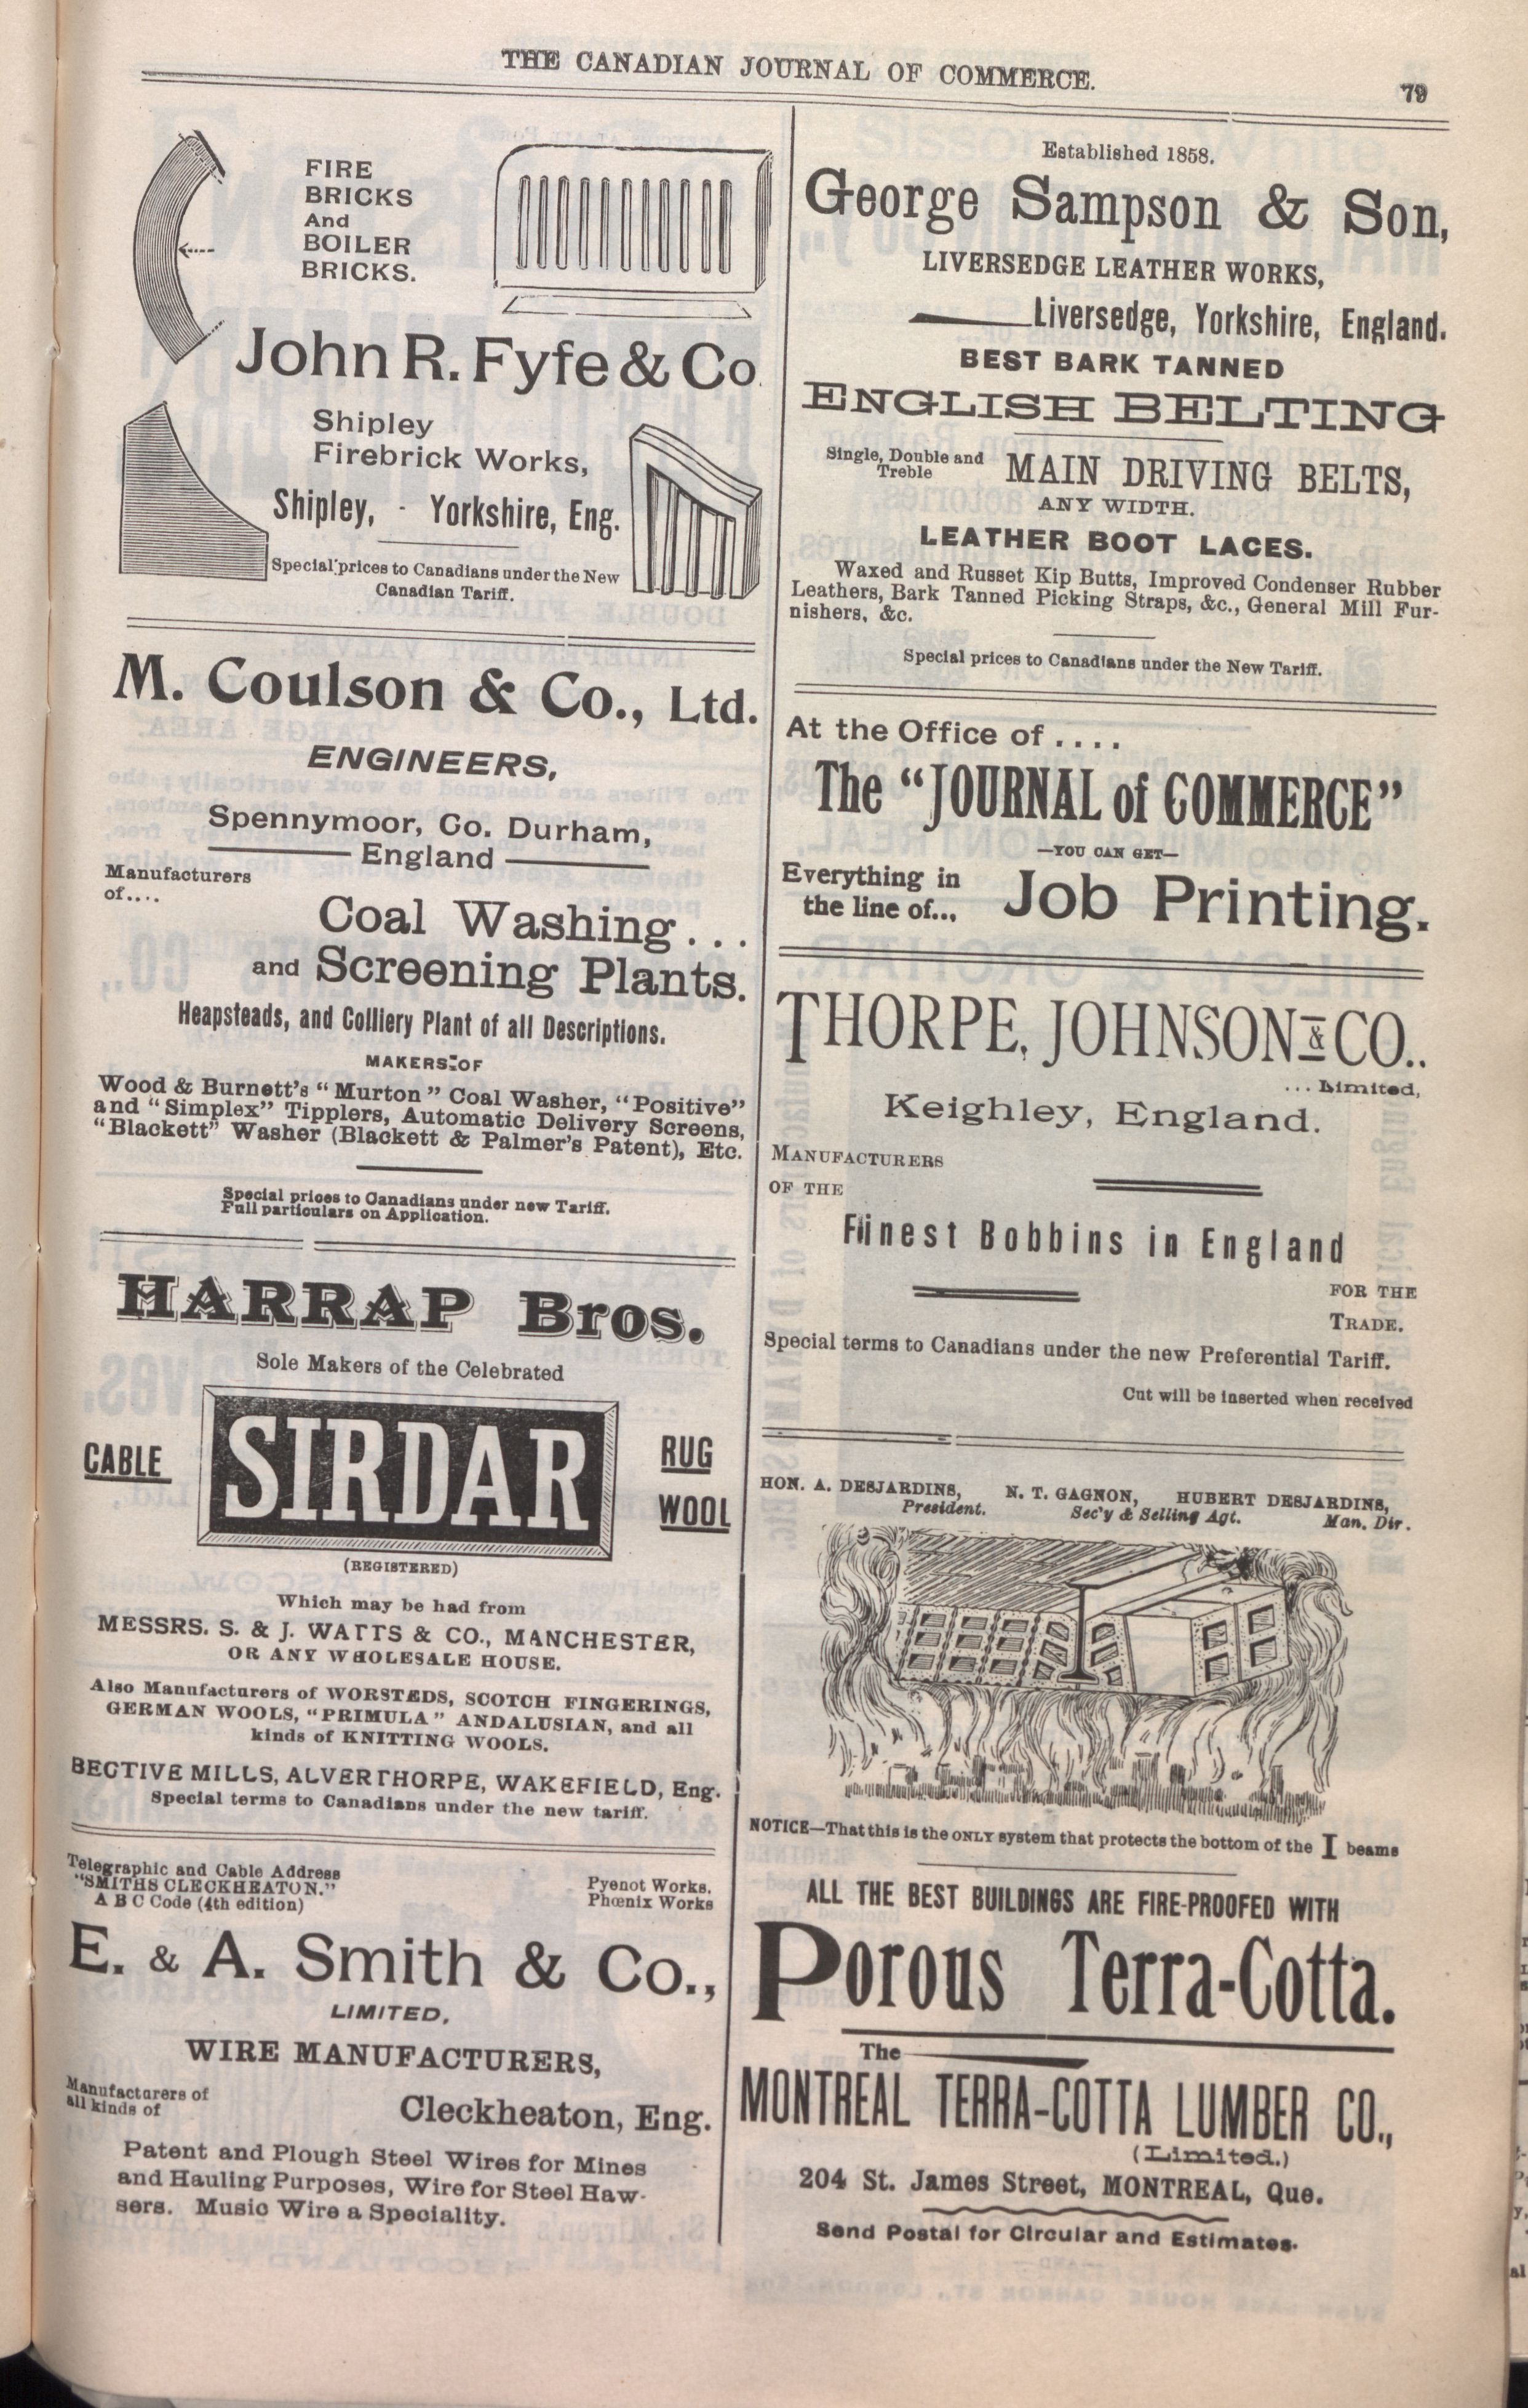 THE CANADIAN JOURNAL OF COMMERCE.
79
FIRE
BRICKS
And
BOILER
BRICKS.
John R. Fyfe & Co.
Shipley
Firebrick Works,
Shipley, - Yorkshire, Eng.
Special prices to Canadians under the New
Canadian Tariff.
M. Coulson & Co., Ltd.
ENGINEERS,
Spennymoor, Co. Durham,
England
Manufacturers
of....
Coal Washing...
and Screening Plants.
Heapsteads, and Colliery Plant of all Descriptions.
MAKERS OF
Wood & Burnett's "Murton" Coal Washer, "Positive"
and "Simplex" Tipplers, Automatic Delivery Screens,
"Blackett" Washer (Blackett & Palmer's Patent), Etc.
Special prices to Canadians under new Tariff.
Full particulars on Application.
HARRAP Bros.
Sole Makers of the Celebrated
CABLE
SIRDAR
RUG
WOOL
(REGISTERED)
Which may be had from
MESSRS. S. & J. WATTS & CO., MANCHESTER,
OR ANY WHOLESALE HOUSE.
Also Manufacturers of WORSTEDS, SCOTCH FINGERINGS,
GERMAN WOOLS, "PRIMULA" ANDALUSIAN, and all
kinds of KNITTING WOOLS.
BECTIVE MILLS, ALVERTHORPE, WAKEFIELD, Eng.
Special terms to Canadians under the new tariff.
Telegraphic and Cable Address
"SMITHS CLECKHEATON."
A B C Code (4th edition)
Pyenot Works.
Phœnix Works
E. & A. Smith & Co.,
LIMITED,
WIRE MANUFACTURERS,
Manufacturers of
all kinds of
Cleckheaton, Eng.
Patent and Plough Steel Wires for Mines
and Hauling Purposes, Wire for Steel Haw-
sers. Music Wire a Speciality.
Established 1858.
George Sampson & Son,
LIVERSEDGE LEATHER WORKS,
Liversedge, Yorkshire, England.
BEST BARK TANNED
ENGLISH BELTING
Single, Double and
Treble
MAIN DRIVING BELTS,
ANY WIDTH.
LEATHER BOOT LACES.
Waxed and Russet Kip Butts, Improved Condenser Rubber
Leathers, Bark Tanned Picking Straps, &c., General Mill Fur-
nishers, &c.
Special prices to Canadians under the New Tariff.
At the Office of ....
The "JOURNAL of COMMERCE"
—YOU CAN GET—
Everything in
the line of...
Job Printing.
THORPE, JOHNSON & CO..
... Limited,
Keighley, England.
MANUFACTURERS
OF THE
Fiinest Bobbins in England
FOR THE
TRADE.
Special terms to Canadians under the new Preferential Tariff.
Cut will be inserted when received
HON. A. DESJARDINS,
President.
N. T. GAGNON,
Sec'y & Selling Agt.
HUBERT DESJARDINS,
Man. Dir.
NOTICE—That this is the ONLY system that protects the bottom of the I beams
ALL THE BEST BUILDINGS ARE FIRE-PROOFED WITH
Porous Terra-Cotta.
The
MONTREAL TERRA-COTTA LUMBER CO.,
(Limited.)
204 St. James Street, MONTREAL, Que.
Send Postal for Circular and Estimates.